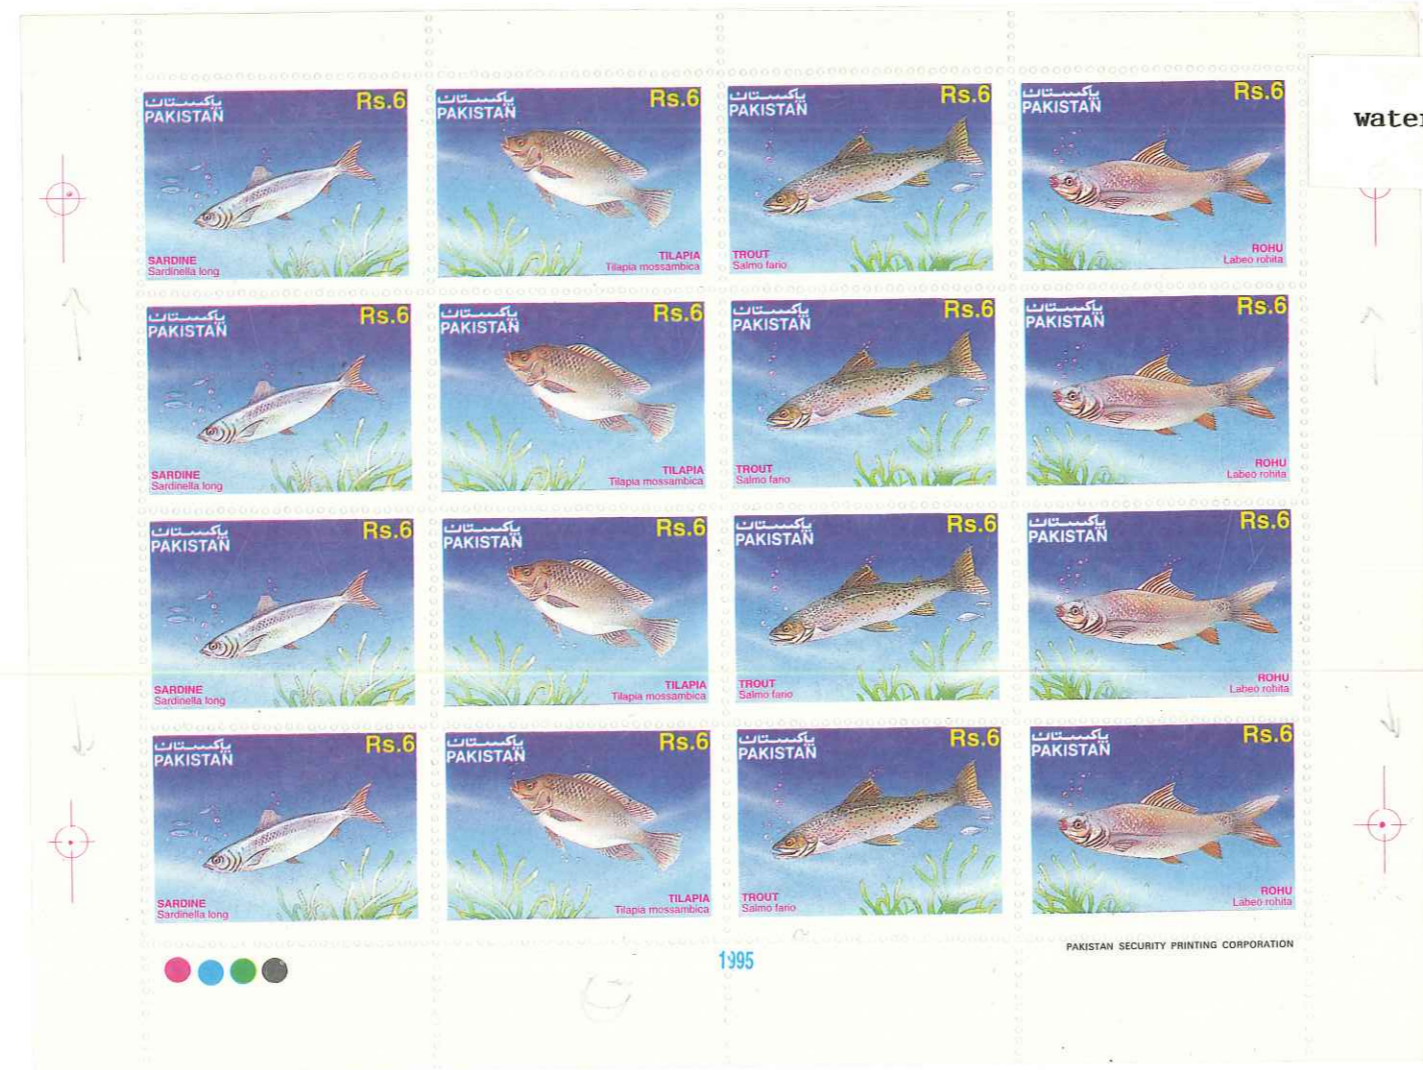 پاکستان Rs.6 پاکستان Rs.6 پاکستان Rs.6 پاکستان Rs.6
PAKISTAN PAKISTAN PAKISTAN PAKISTAN
SARDINE TILAPIA TROUT ROHU
Sardinella long Tilapia mossambica Salmo fario Labeo rohita
پاکستان Rs.6 پاکستان Rs.6 پاکستان Rs.6 پاکستان Rs.6
PAKISTAN PAKISTAN PAKISTAN PAKISTAN
SARDINE TILAPIA TROUT ROHU
Sardinella long Tilapia mossambica Salmo fario Labeo rohita
پاکستان Rs.6 پاکستان Rs.6 پاکستان Rs.6 پاکستان Rs.6
PAKISTAN PAKISTAN PAKISTAN PAKISTAN
SARDINE TILAPIA TROUT ROHU
Sardinella long Tilapia mossambica Salmo fario Labeo rohita
پاکستان Rs.6 پاکستان Rs.6 پاکستان Rs.6 پاکستان Rs.6
PAKISTAN PAKISTAN PAKISTAN PAKISTAN
SARDINE TILAPIA TROUT ROHU
Sardinella long Tilapia mossambica Salmo fario Labeo rohita
1995
PAKISTAN SECURITY PRINTING CORPORATION